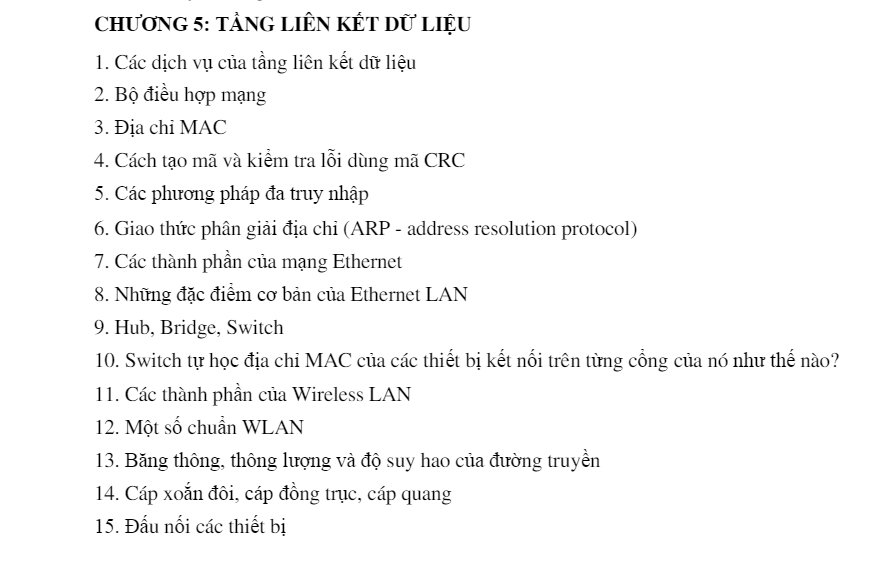 CHƯƠNG 5: TẦNG LIÊN KẾT DỮ LIỆU
1. Các dịch vụ của tầng liên kết dữ liệu
2. Bộ điều hợp mạng
3. Địa chỉ MAC
4. Cách tạo mã và kiểm tra lỗi dùng mã CRC
5. Các phương pháp đa truy nhập
6. Giao thức phân giải địa chỉ (ARP - address resolution protocol)
7. Các thành phần của mạng Ethernet
8. Những đặc điểm cơ bản của Ethernet LAN
9. Hub, Bridge, Switch
10. Switch tự học địa chỉ MAC của các thiết bị kết nối trên từng cổng của nó như thế nào?
11. Các thành phần của Wireless LAN
12. Một số chuẩn WLAN
13. Băng thông, thông lượng và độ suy hao của đường truyền
14. Cáp xoắn đôi, cáp đồng trục, cáp quang
15. Đấu nối các thiết bị